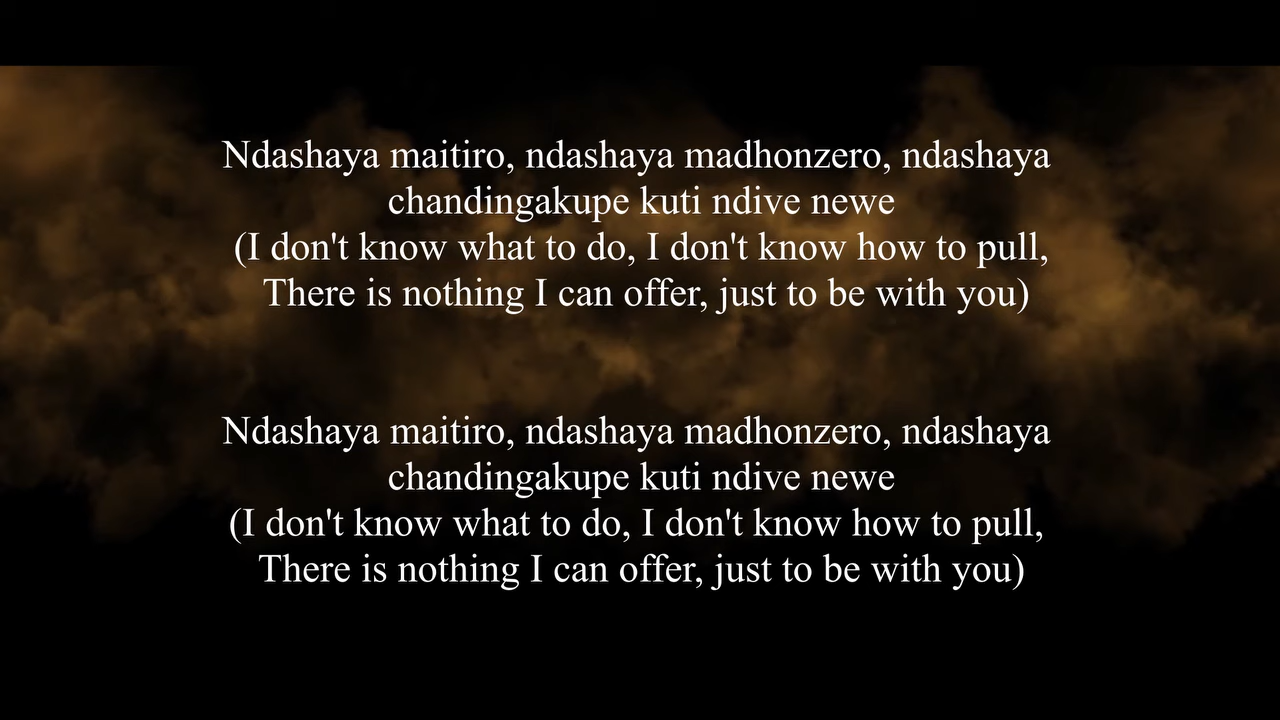 Ndashaya maitiro, ndashaya madhonzero, ndashaya
chandingakupe kuti ndive newe
(I don't know what to do, I don't know how to pull,
There is nothing I can offer, just to be with you)
Ndashaya maitiro, ndashaya madhonzero, ndashaya
chandingakupe kuti ndive newe
(I don't know what to do, I don't know how to pull,
There is nothing I can offer, just to be with you)